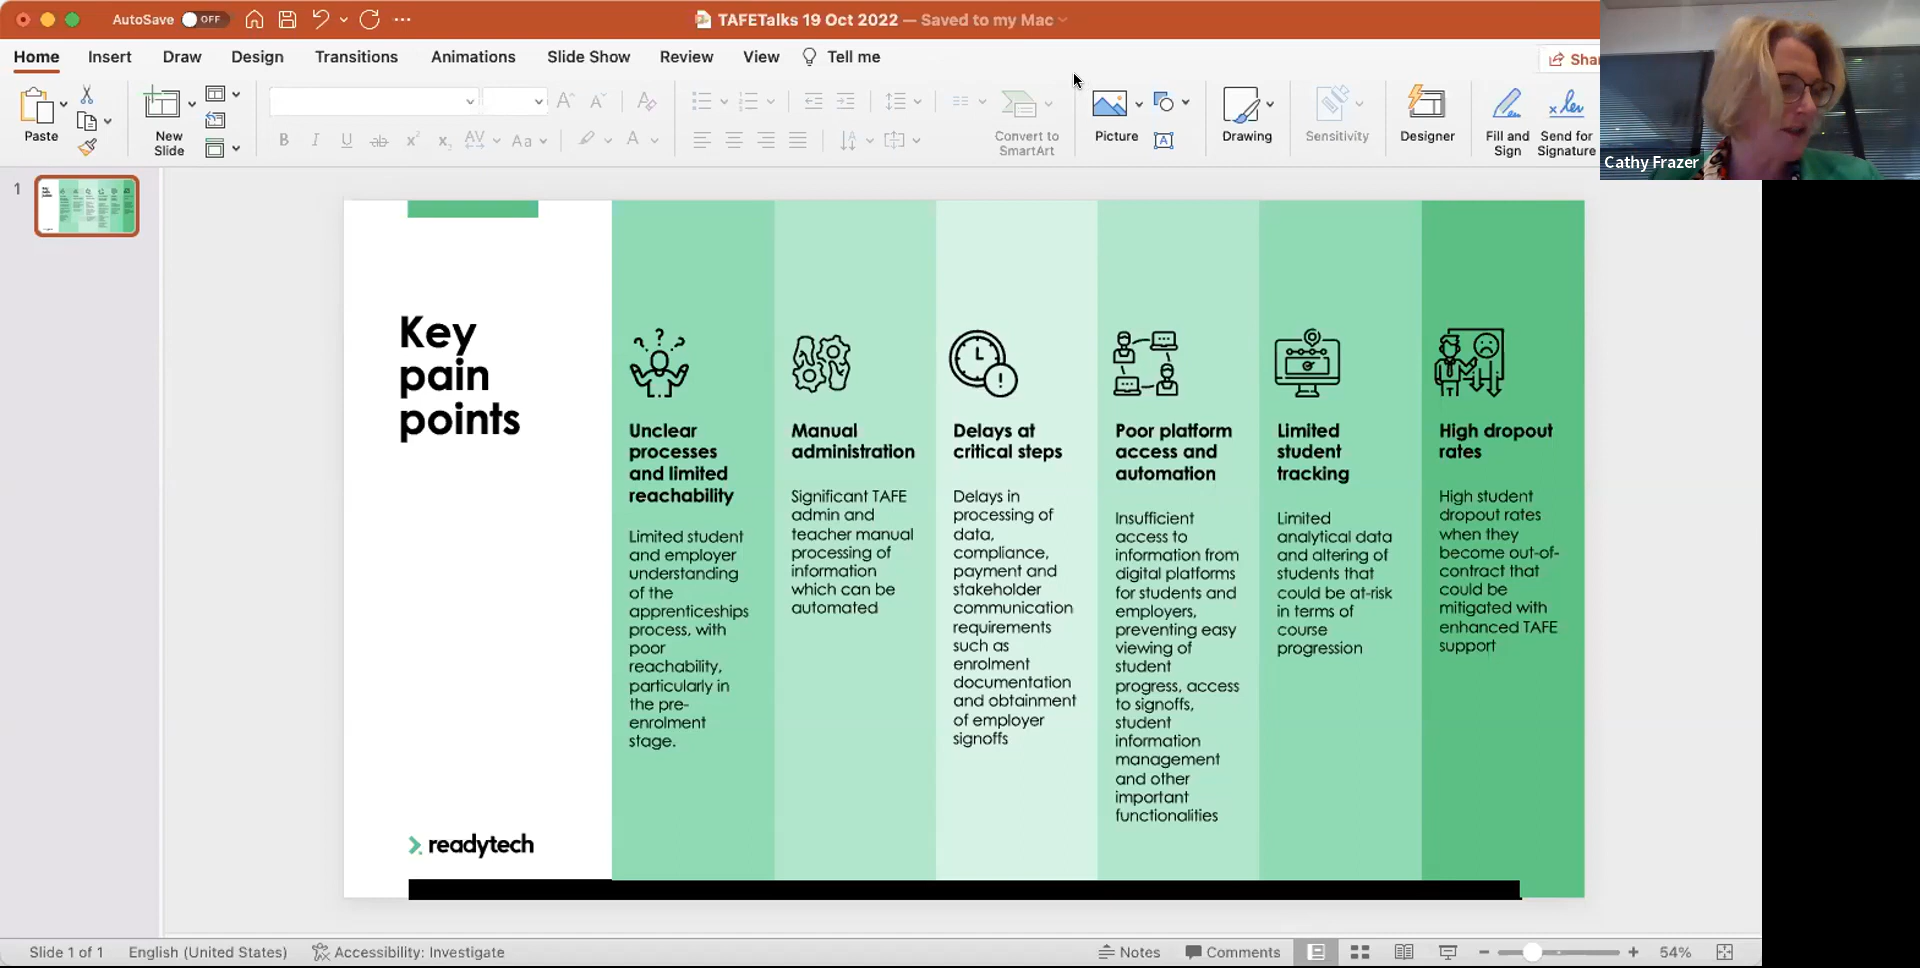 AutoSave OFF
TAFETalks 19 Oct 2022 — Saved to my Mac
Home Insert Draw Design Transitions Animations Slide Show Review View Tell me
Paste
New
Slide
Convert to
SmartArt
Picture
Drawing
Sensitivity
Designer
Fill and
Sign
Send for
Signature
Cathy Frazer
1
Key
pain
points
Unclear
processes
and limited
reachability
Limited student
and employer
understanding
of the
apprenticeships
process, with
poor
reachability,
particularly in
the pre-
enrolment
stage.
Manual
administration
Significant TAFE
admin and
teacher manual
processing of
information
which can be
automated
Delays at
critical steps
Delays in
processing of
data,
compliance,
payment and
stakeholder
communication
requirements
such as
enrolment
documentation
and obtainment
of employer
signoffs
Poor platform
access and
automation
Insufficient
access to
information from
digital platforms
for students and
employers,
preventing easy
viewing of
student
progress, access
to signoffs,
student
information
management
and other
important
functionalities
Limited
student
tracking
Limited
analytical data
and altering of
students that
could be at-risk
in terms of
course
progression
High dropout
rates
High student
dropout rates
when they
become out-of-
contract that
could be
mitigated with
enhanced TAFE
support
readytech
Slide 1 of 1 English (United States) Accessibility: Investigate
Notes Comments 54%